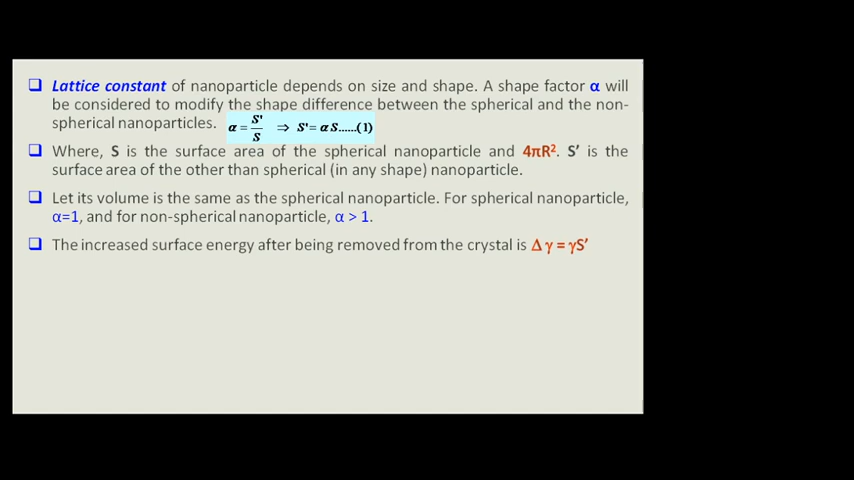 ❑ Lattice constant of nanoparticle depends on size and shape. A shape factor α will
be considered to modify the shape difference between the spherical and the non-
spherical nanoparticles. α = S'/S ⇒ S'= α S......(1)
❑ Where, S is the surface area of the spherical nanoparticle and 4πR². S′ is the
surface area of the other than spherical (in any shape) nanoparticle.
❑ Let its volume is the same as the spherical nanoparticle. For spherical nanoparticle,
α=1, and for non-spherical nanoparticle, α > 1.
❑ The increased surface energy after being removed from the crystal is Δ γ = γS′